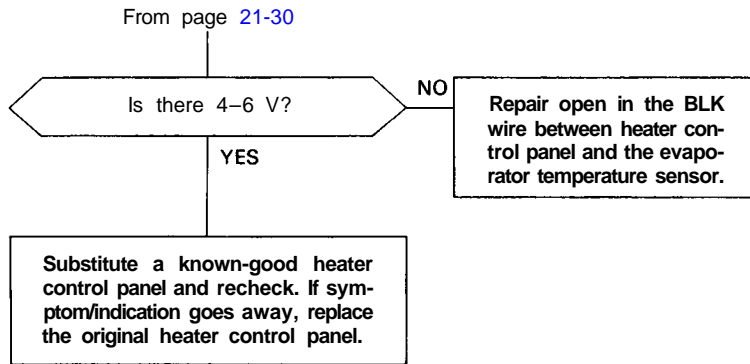 From page 21-30
Is there 4–6 V?
NO
Repair open in the BLK
wire between heater con-
trol panel and the evapo-
rator temperature sensor.
YES
Substitute a known-good heater
control panel and recheck. If sym-
ptom/indication goes away, replace
the original heater control panel.